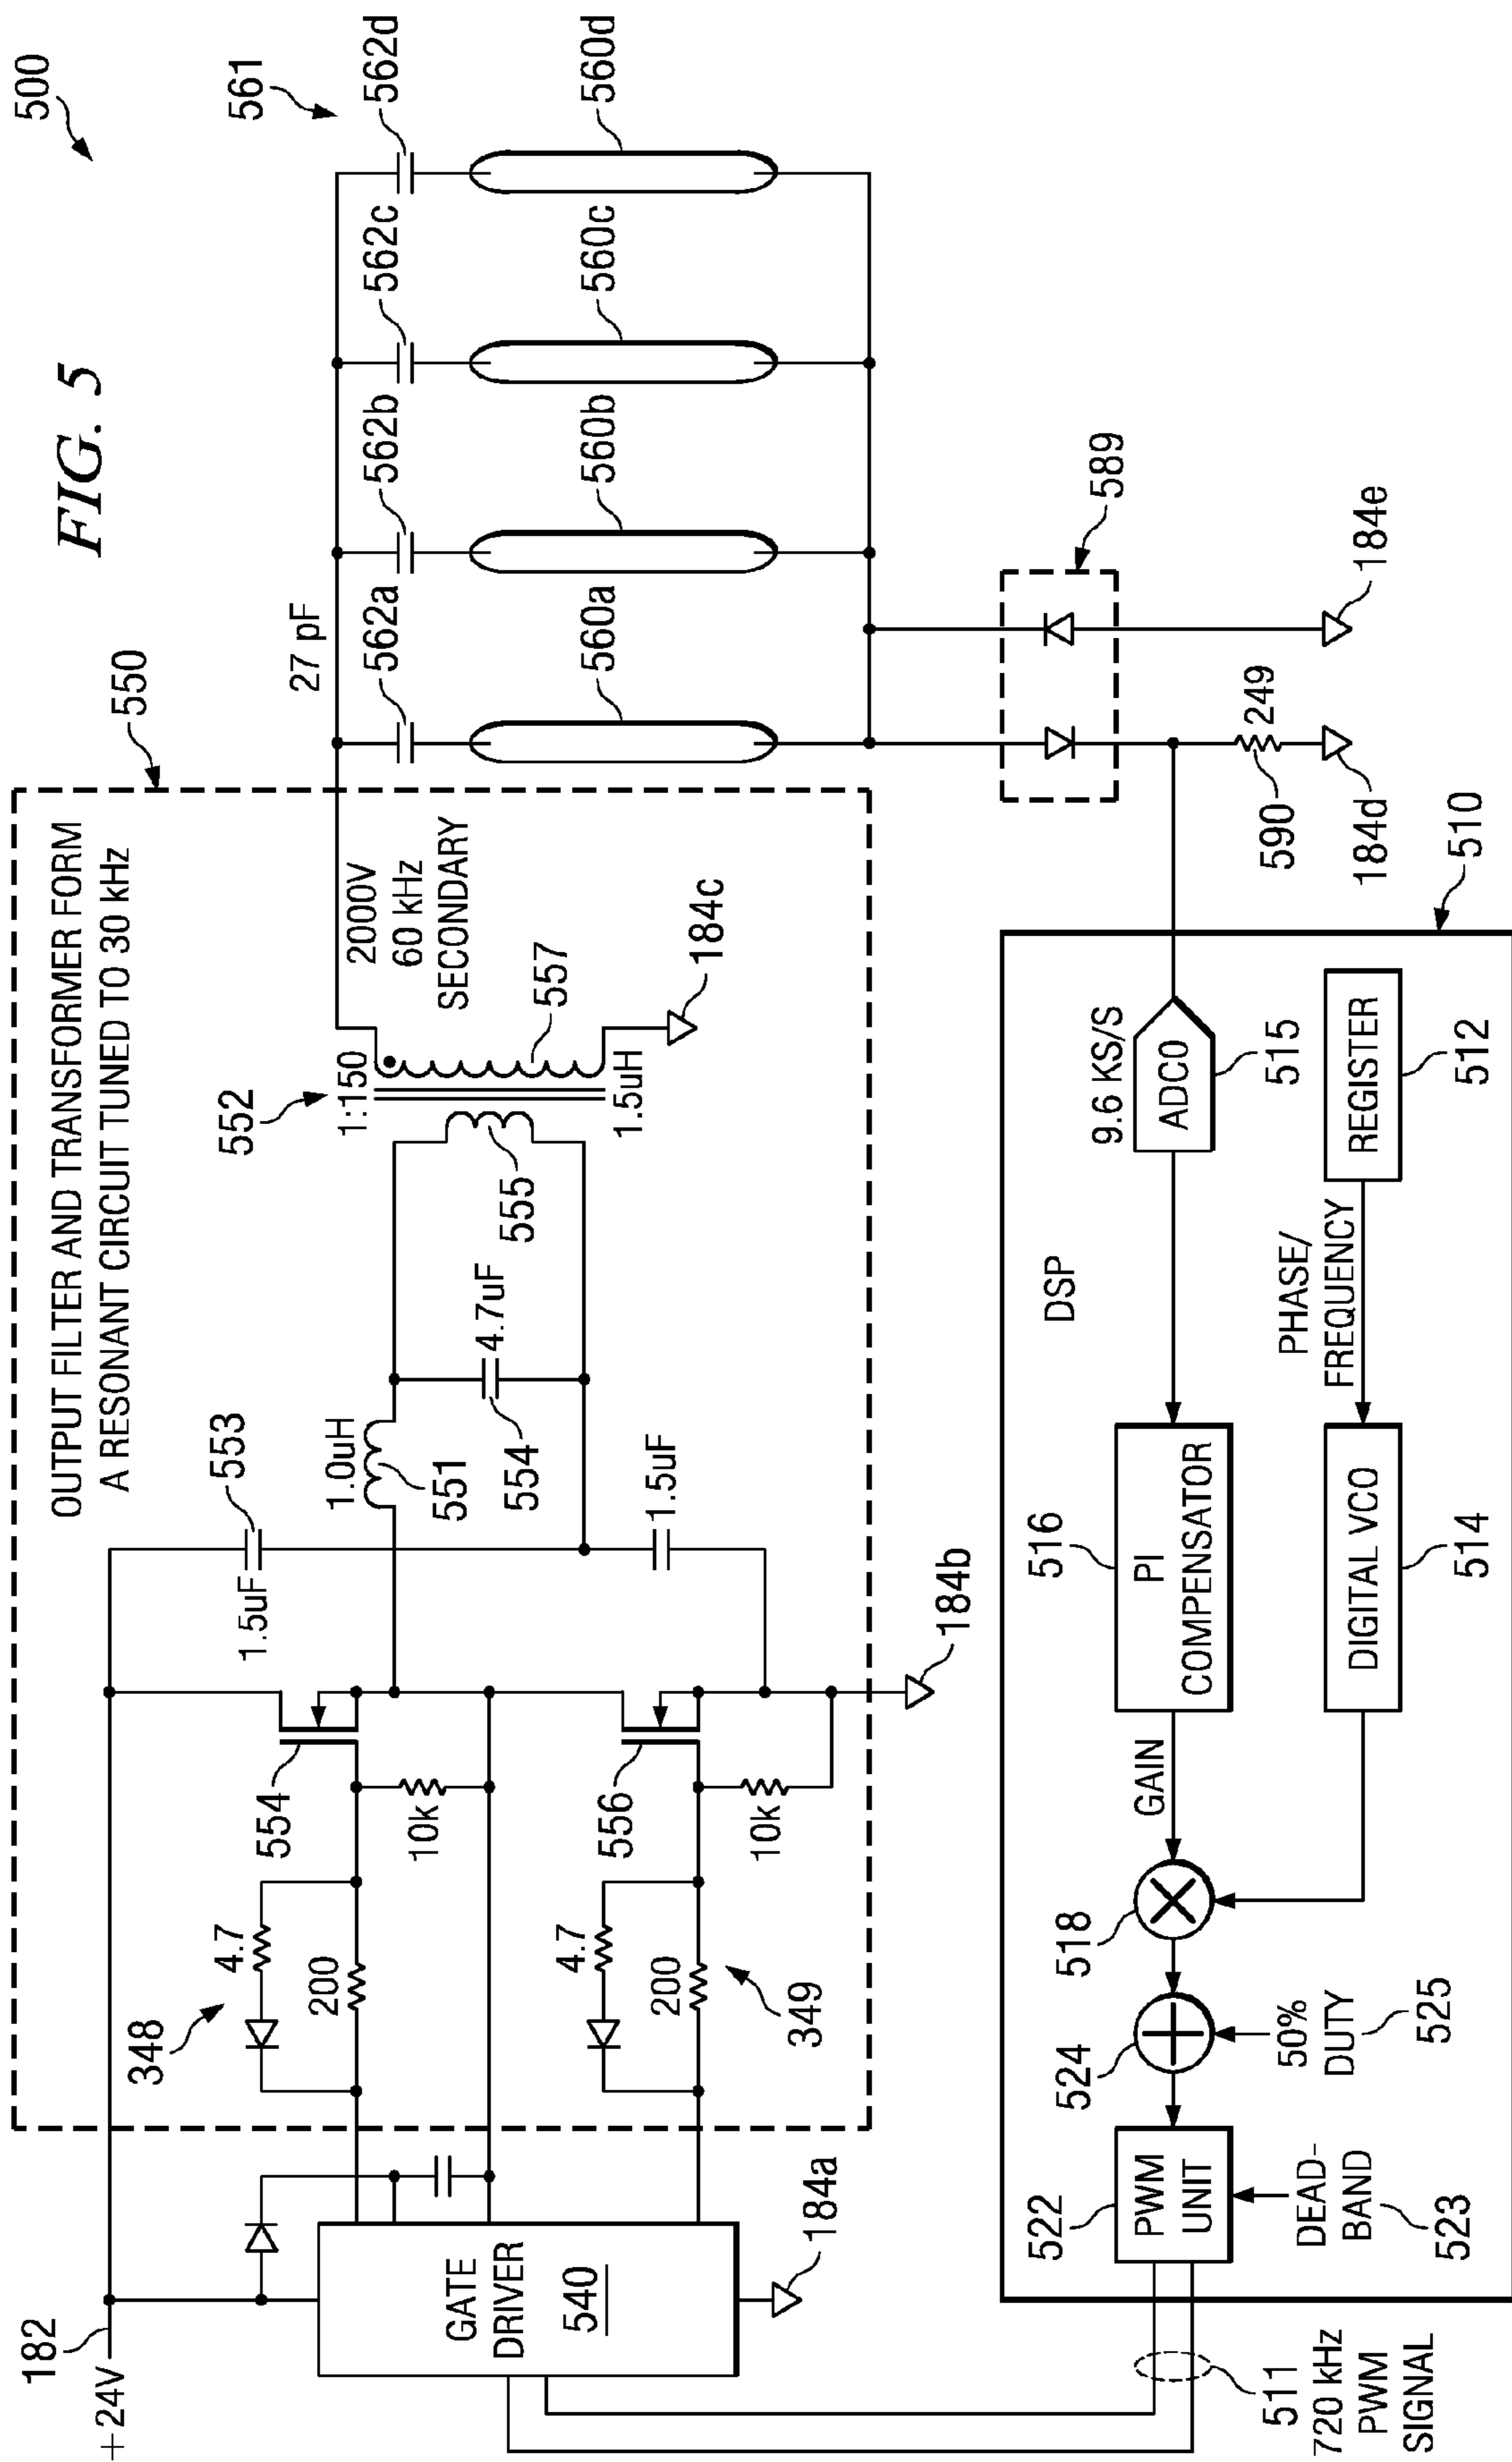 FIG. 5
500
OUTPUT FILTER AND TRANSFORMER FORM
A RESONANT CIRCUIT TUNED TO 30 kHz
550
561
182
+24V
GATE
DRIVER
540
184a
348
4.7
200
554
10k
349
4.7
200
556
10k
184b
553
1.5uF
1.0uH
551
554
4.7uF
1.5uF
552
1:150
555
1.5uH
557
2000V
60 kHz
SECONDARY
184c
27 pF
562a
562b
562c
562d
560a
560b
560c
560d
589
249
590
184d
184e
510
DSP
9.6 KS/S
ADC0
515
REGISTER
512
PHASE/
FREQUENCY
516
PI
COMPENSATOR
DIGITAL VCO
514
GAIN
518
524
50%
DUTY
525
522
PWM
UNIT
DEAD-
BAND
523
511
720 kHz
PWM
SIGNAL